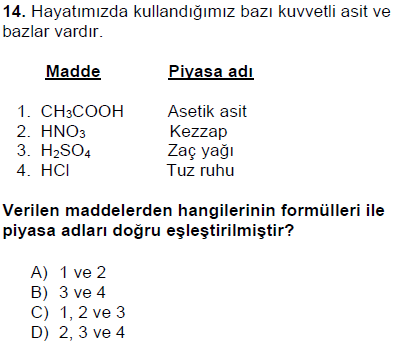 14. Hayatımızda kullandığımız bazı kuvvetli asit ve
bazlar vardır.
Madde Piyasa adı
1. CH3COOH Asetik asit
2. HNO3 Kezzap
3. H2SO4 Zaç yağı
4. HCl Tuz ruhu
Verilen maddelerden hangilerinin formülleri ile
piyasa adları doğru eşleştirilmiştir?
A) 1 ve 2
B) 3 ve 4
C) 1, 2 ve 3
D) 2, 3 ve 4